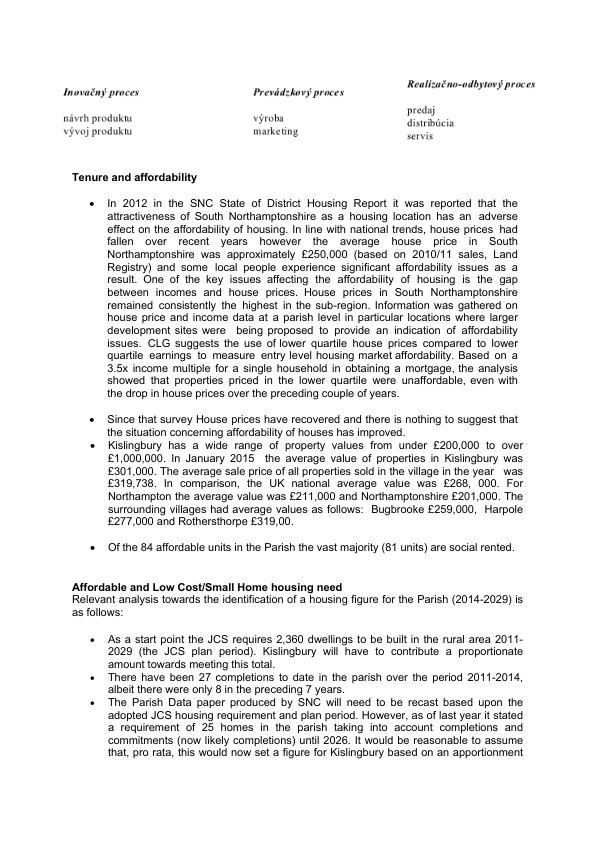 Inovačný proces
návrh produktu
vývoj produktu
Prevádzkový proces
výroba
marketing
Realizačno-odbytový proces
predaj
distribúcia
servis
Tenure and affordability
• In 2012 in the SNC State of District Housing Report it was reported that the
attractiveness of South Northamptonshire as a housing location has an adverse
effect on the affordability of housing. In line with national trends, house prices had
fallen over recent years however the average house price in South
Northamptonshire was approximately £250,000 (based on 2010/11 sales, Land
Registry) and some local people experience significant affordability issues as a
result. One of the key issues affecting the affordability of housing is the gap
between incomes and house prices. House prices in South Northamptonshire
remained consistently the highest in the sub-region. Information was gathered on
house price and income data at a parish level in particular locations where larger
development sites were being proposed to provide an indication of affordability
issues. CLG suggests the use of lower quartile house prices compared to lower
quartile earnings to measure entry level housing market affordability. Based on a
3.5x income multiple for a single household in obtaining a mortgage, the analysis
showed that properties priced in the lower quartile were unaffordable, even with
the drop in house prices over the preceding couple of years.
• Since that survey House prices have recovered and there is nothing to suggest that
the situation concerning affordability of houses has improved.
• Kislingbury has a wide range of property values from under £200,000 to over
£1,000,000. In January 2015 the average value of properties in Kislingbury was
£301,000. The average sale price of all properties sold in the village in the year was
£319,738. In comparison, the UK national average value was £268, 000. For
Northampton the average value was £211,000 and Northamptonshire £201,000. The
surrounding villages had average values as follows: Bugbrooke £259,000, Harpole
£277,000 and Rothersthorpe £319,00.
• Of the 84 affordable units in the Parish the vast majority (81 units) are social rented.
Affordable and Low Cost/Small Home housing need
Relevant analysis towards the identification of a housing figure for the Parish (2014-2029) is
as follows:
• As a start point the JCS requires 2,360 dwellings to be built in the rural area 2011-
2029 (the JCS plan period). Kislingbury will have to contribute a proportionate
amount towards meeting this total.
• There have been 27 completions to date in the parish over the period 2011-2014,
albeit there were only 8 in the preceding 7 years.
• The Parish Data paper produced by SNC will need to be recast based upon the
adopted JCS housing requirement and plan period. However, as of last year it stated
a requirement of 25 homes in the parish taking into account completions and
commitments (now likely completions) until 2026. It would be reasonable to assume
that, pro rata, this would now set a figure for Kislingbury based on an apportionment